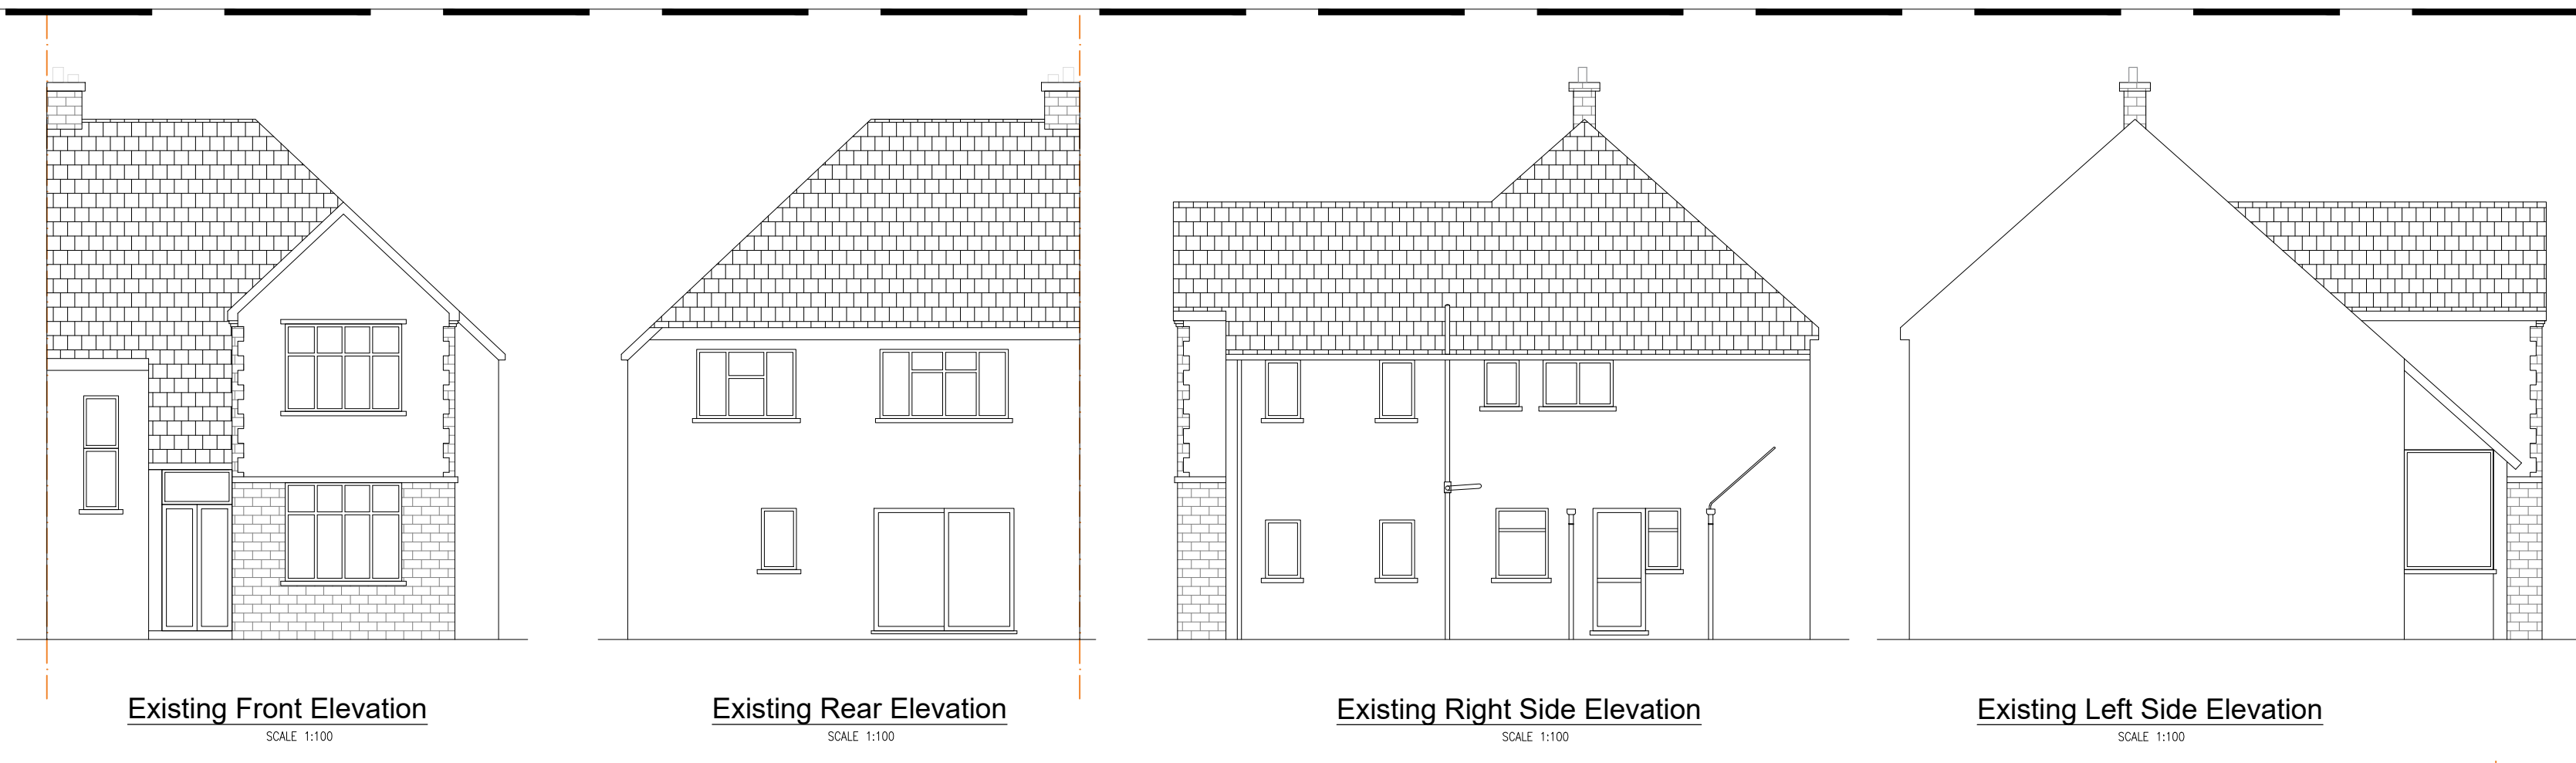 Existing Front Elevation
SCALE 1:100
Existing Rear Elevation
SCALE 1:100
Existing Right Side Elevation
SCALE 1:100
Existing Left Side Elevation
SCALE 1:100